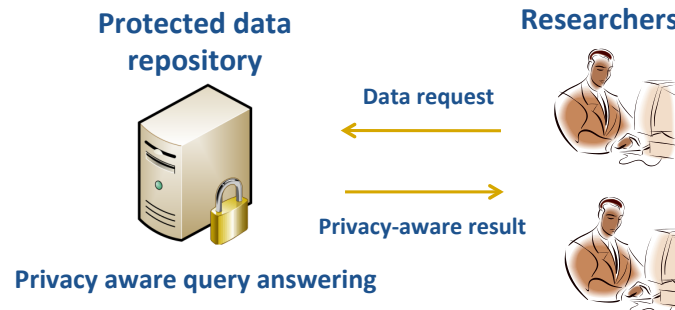 Protected data
repository
Researchers
Data request
Privacy-aware result
Privacy aware query answering